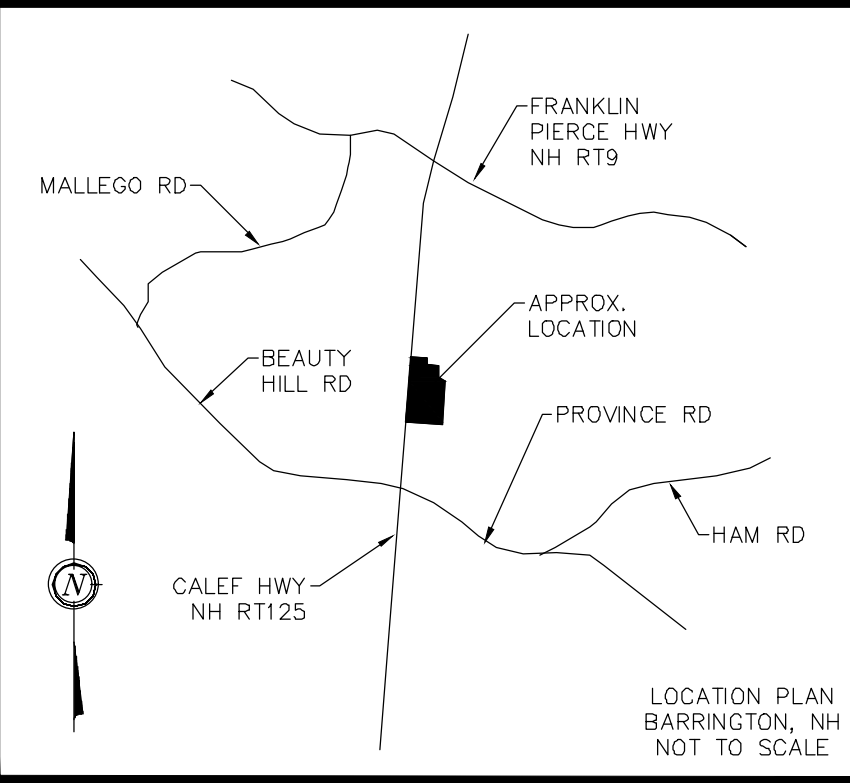 FRANKLIN
PIERCE HWY
NH RT9
MALLEGO RD
APPROX.
LOCATION
BEAUTY
HILL RD
PROVINCE RD
HAM RD
CALEF HWY
NH RT125
N
LOCATION PLAN
BARRINGTON, NH
NOT TO SCALE